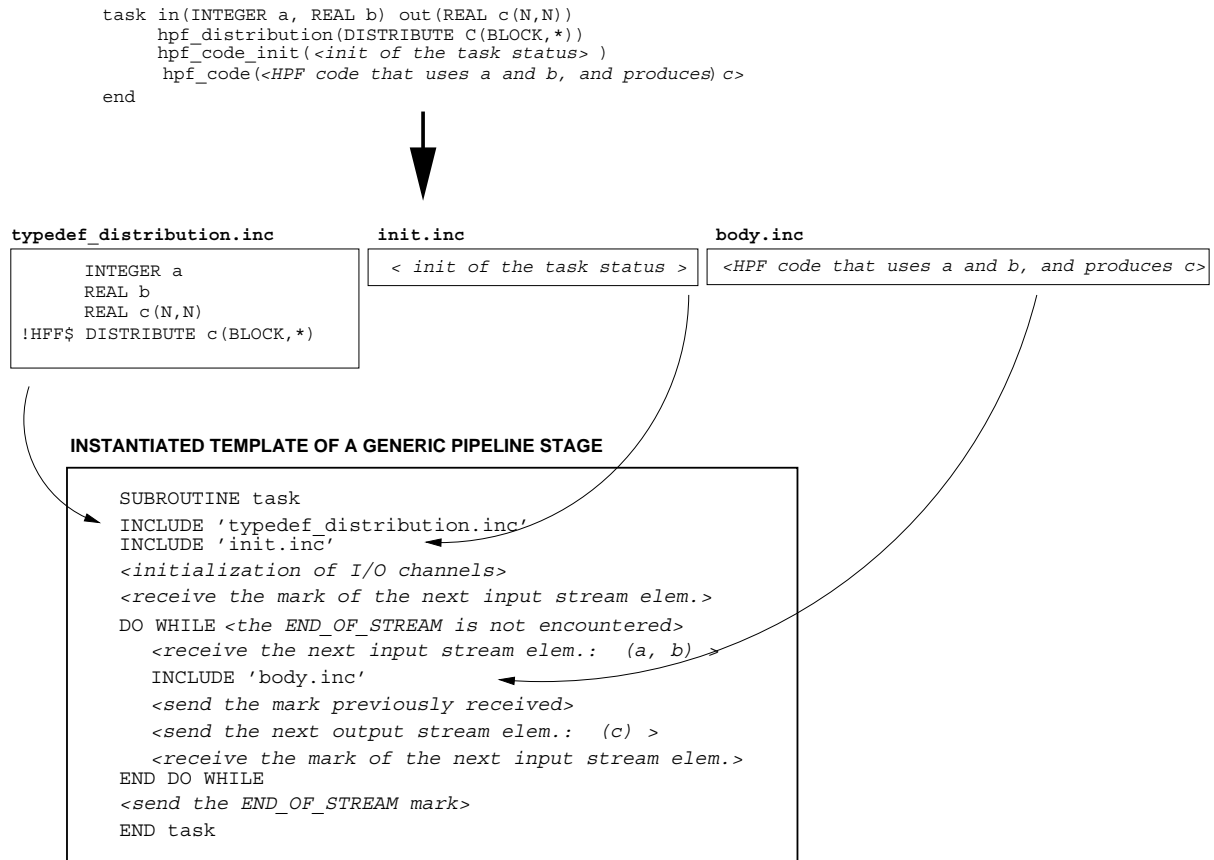 task in(INTEGER a, REAL b) out(REAL c(N,N))
hpf_distribution(DISTRIBUTE C(BLOCK,*))
hpf_code_init(<init of the task status> )
hpf_code(<HPF code that uses a and b, and produces) c>
end
typedef_distribution.inc init.inc body.inc
INTEGER a
REAL b
REAL c(N,N)
!HFF$ DISTRIBUTE c(BLOCK,*)
< init of the task status >
<HPF code that uses a and b, and produces c>
INSTANTIATED TEMPLATE OF A GENERIC PIPELINE STAGE
SUBROUTINE task
INCLUDE ’typedef_distribution.inc’
INCLUDE ’init.inc’
<initialization of I/O channels>
<receive the mark of the next input stream elem.>
DO WHILE <the END_OF_STREAM is not encountered>
<receive the next input stream elem.: (a, b) >
INCLUDE ’body.inc’
<send the mark previously received>
<send the next output stream elem.: (c) >
<receive the mark of the next input stream elem.>
END DO WHILE
<send the END_OF_STREAM mark>
END task